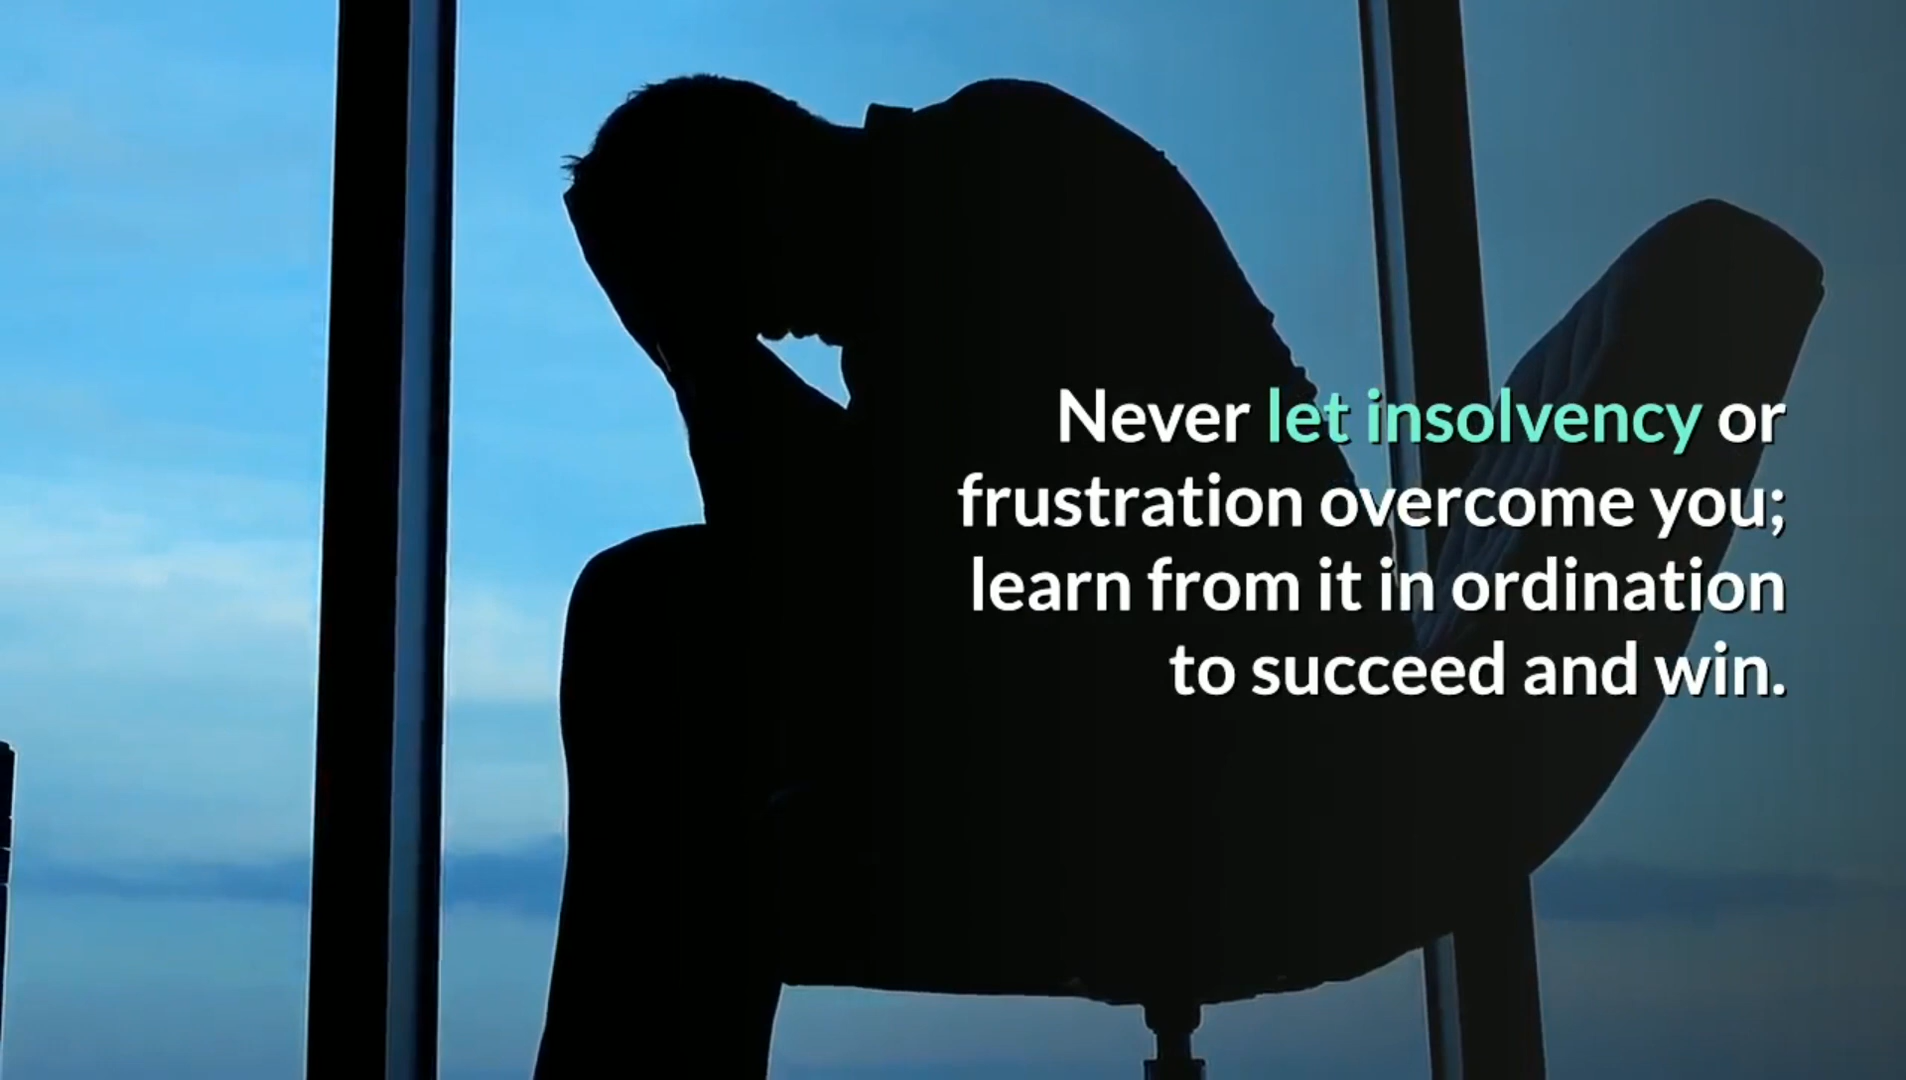 Never let insolvency or
frustration overcome you;
learn from it in ordination
to succeed and win.